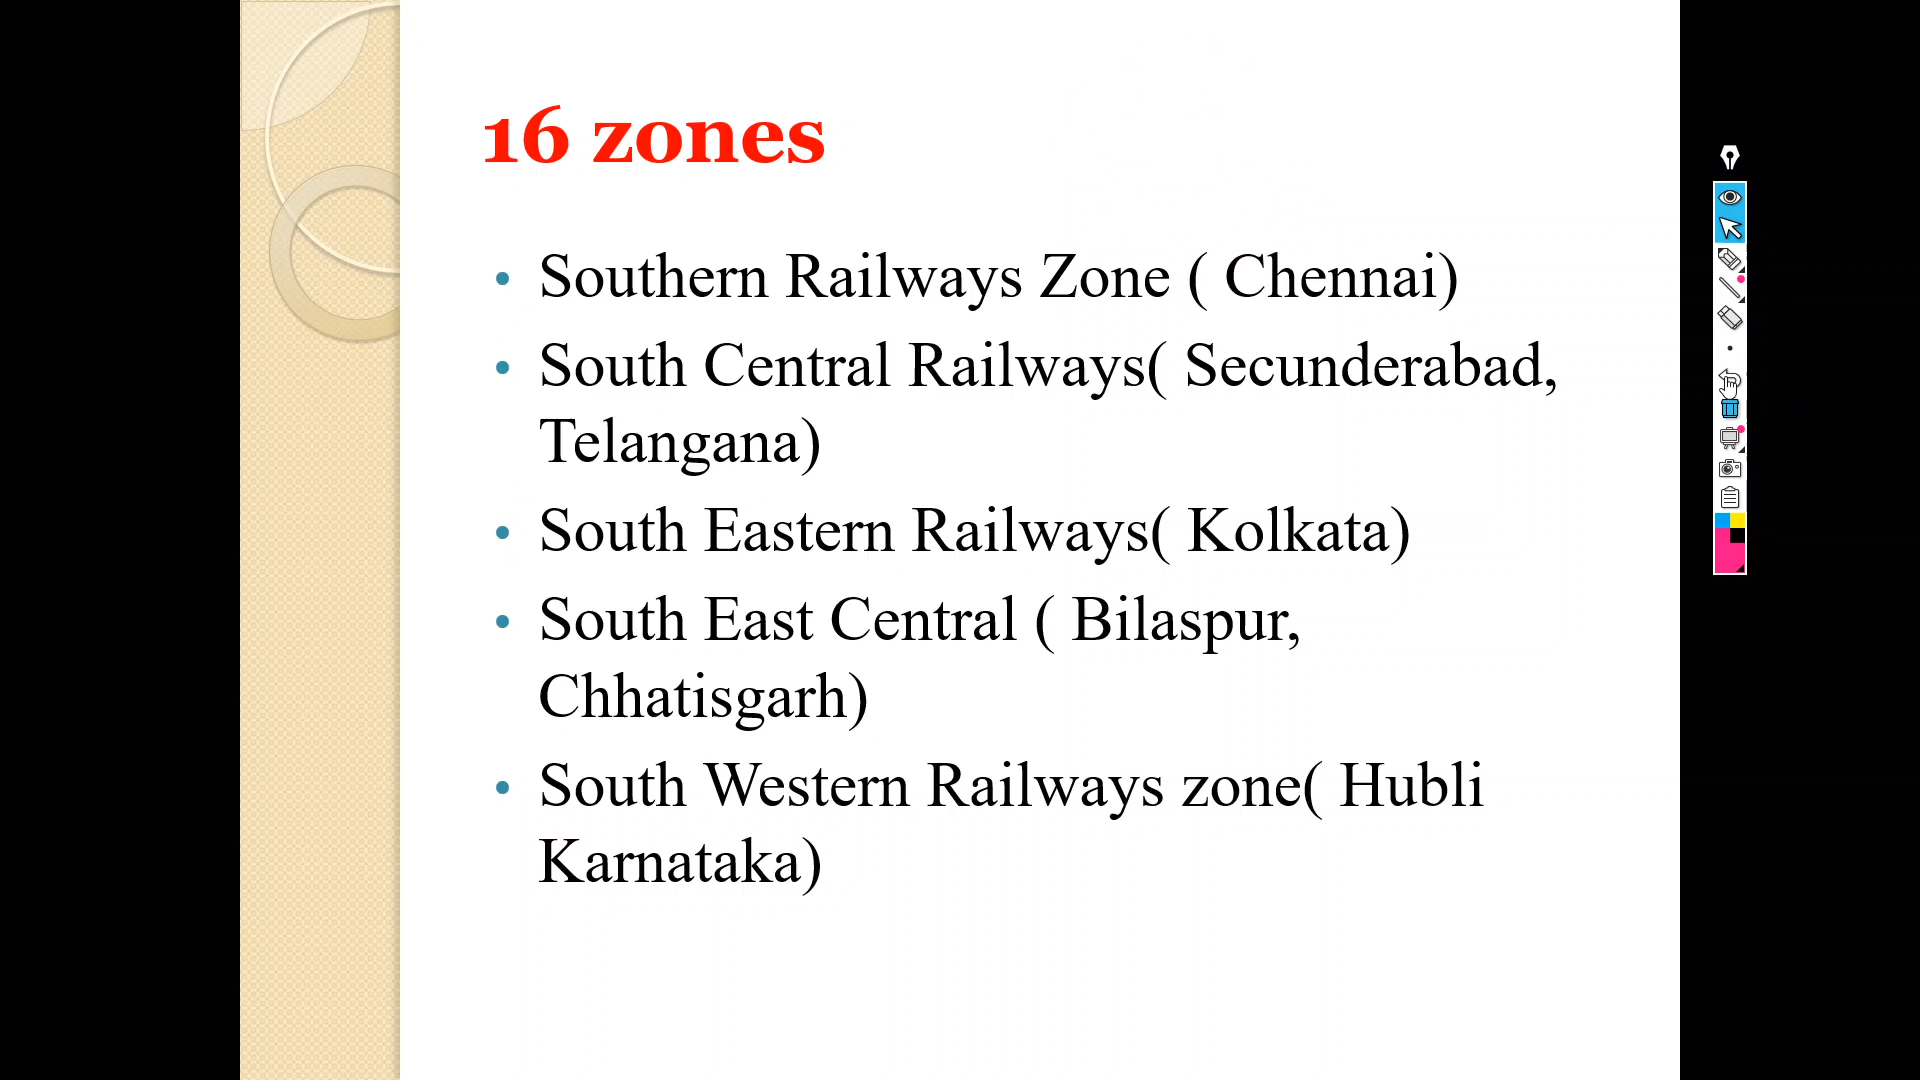 16 zones
• Southern Railways Zone ( Chennai)
• South Central Railways( Secunderabad,
Telangana)
• South Eastern Railways( Kolkata)
• South East Central ( Bilaspur,
Chhatisgarh)
• South Western Railways zone( Hubli
Karnataka)